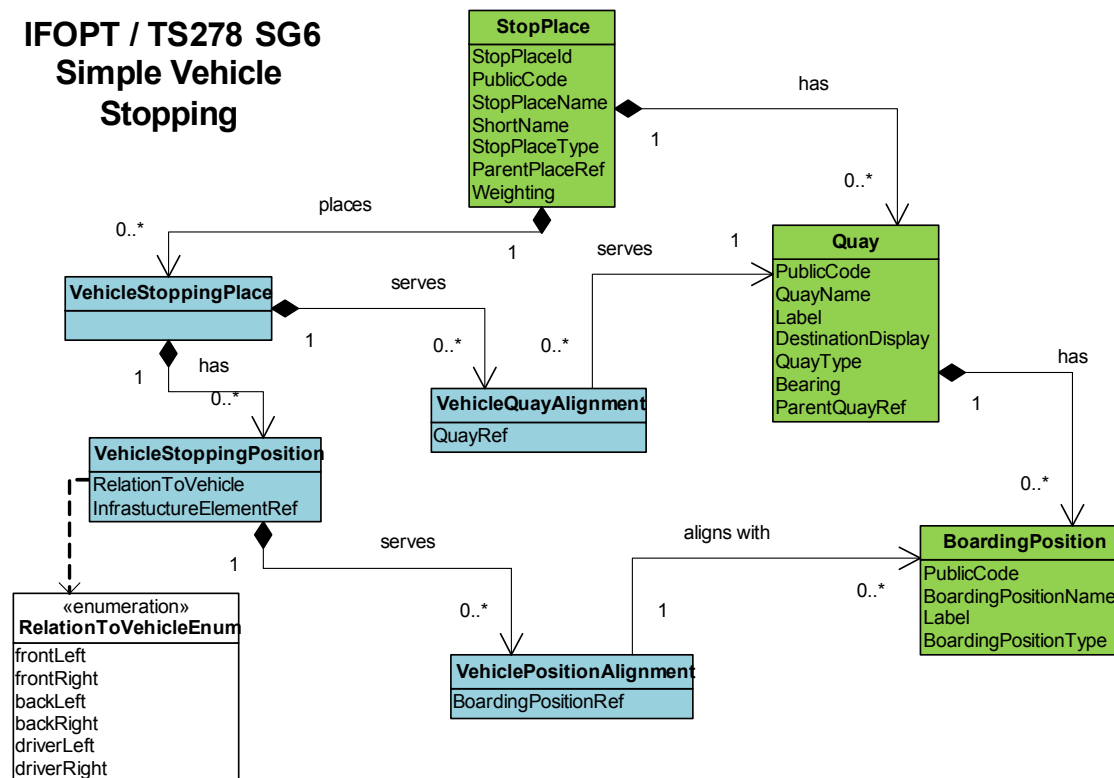 IFOPT / TS278 SG6
Simple Vehicle
Stopping
StopPlace
StopPlaceId
PublicCode
StopPlaceName
ShortName
StopPlaceType
ParentPlaceRef
Weighting
has
1
0..*
places
0..*
1
serves
1
Quay
PublicCode
QuayName
Label
DestinationDisplay
QuayType
Bearing
ParentQuayRef
VehicleStoppingPlace
serves
1
0..*
0..*
has
1
0..*
has
1
0..*
VehicleQuayAlignment
QuayRef
VehicleStoppingPosition
RelationToVehicle
InfrastuctureElementRef
serves
1
0..*
aligns with
1
0..*
BoardingPosition
PublicCode
BoardingPositionName
Label
BoardingPositionType
«enumeration»
RelationToVehicleEnum
frontLeft
frontRight
backLeft
backRight
driverLeft
driverRight
VehiclePositionAlignment
BoardingPositionRef